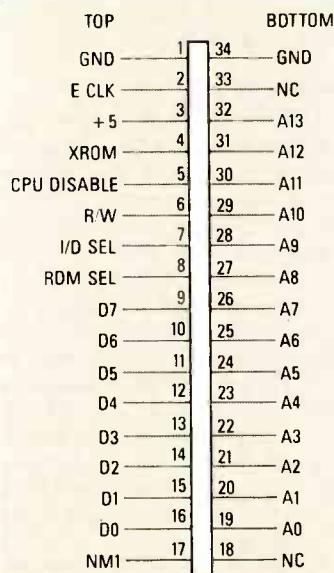 TOP BOTTOM
GND 1 34 GND
E CLK 2 33 NC
+5 3 32 A13
XROM 4 31 A12
CPU DISABLE 5 30 A11
R/W 6 29 A10
I/D SEL 7 28 A9
RDM SEL 8 27 A8
D7 9 26 A7
D6 10 25 A6
D5 11 24 A5
D4 12 23 A4
D3 13 22 A3
D2 14 21 A2
D1 15 20 A1
D0 16 19 A0
NM1 17 18 NC